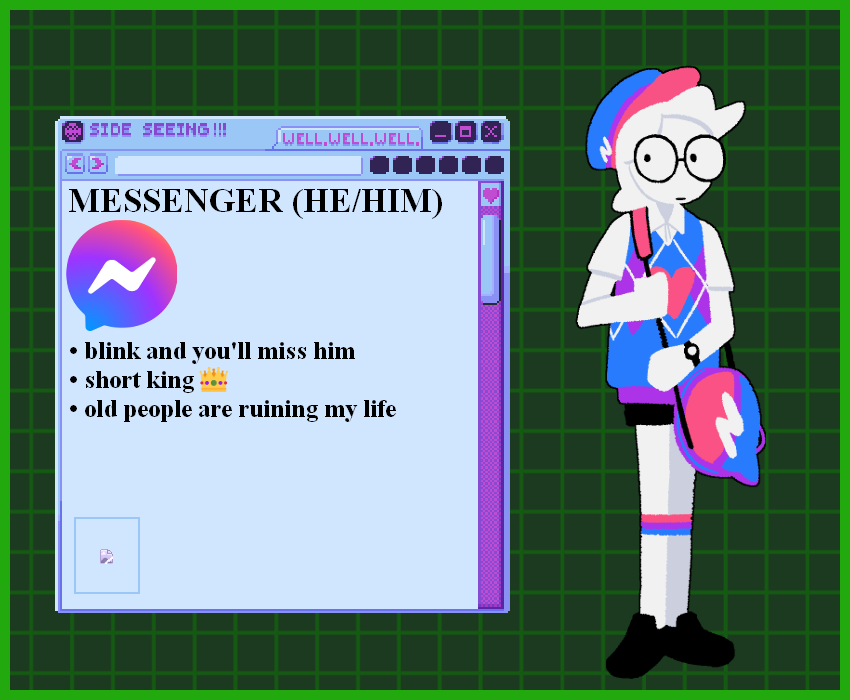 SIDE SEEING!!!
WELL.WELL.WELL.
MESSENGER (HE/HIM)
• blink and you'll miss him
• short king 👑
• old people are ruining my life